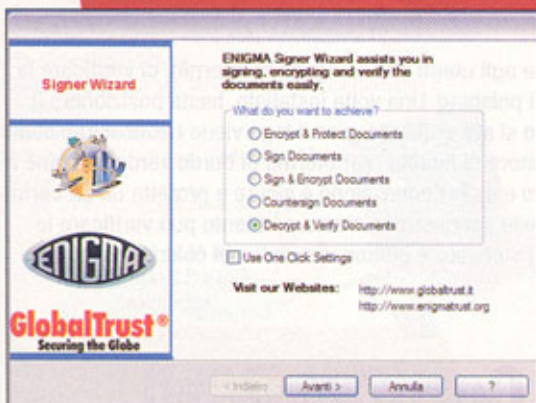 Signer Wizard
ENIGMA
GlobalTrust®
Securing the Globe
ENIGMA Signer Wizard assists you in
signing, encrypting and verify the
documents easily.
What do you want to achieve?
Encrypt & Protect Documents
Sign Documents
Sign & Encrypt Documents
Countersign Documents
Decrypt & Verify Documents
Use One Click Settings
Visit our Websites: http://www.globaltrust.it
http://www.enigmatrust.org
< Indietro Avanti > Annulla ?